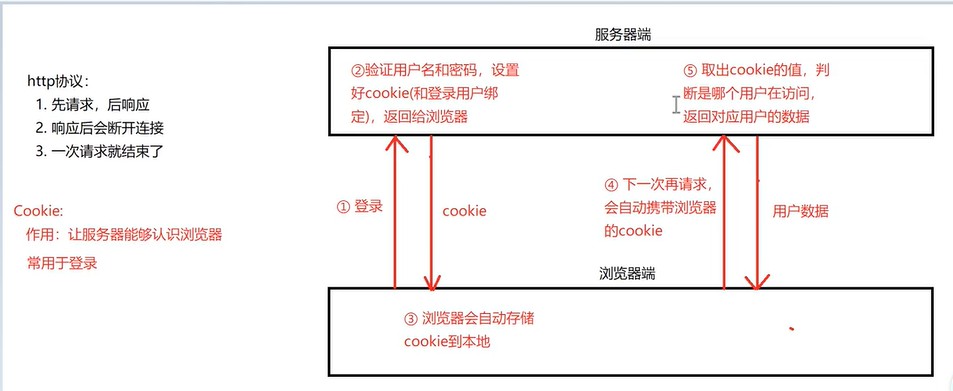 服务器端
http协议：
1. 先请求，后响应
2. 响应后会断开连接
3. 一次请求就结束了
Cookie:
作用：让服务器能够认识浏览器
常用于登录
②验证用户名和密码，设置
好cookie(和登录用户绑
定)，返回给浏览器
⑤ 取出cookie的值，判
断是哪个用户在访问，
返回对应用户的数据
① 登录
cookie
④ 下一次再请求，
会自动携带浏览器
的cookie
用户数据
浏览器端
③ 浏览器会自动存储
cookie到本地